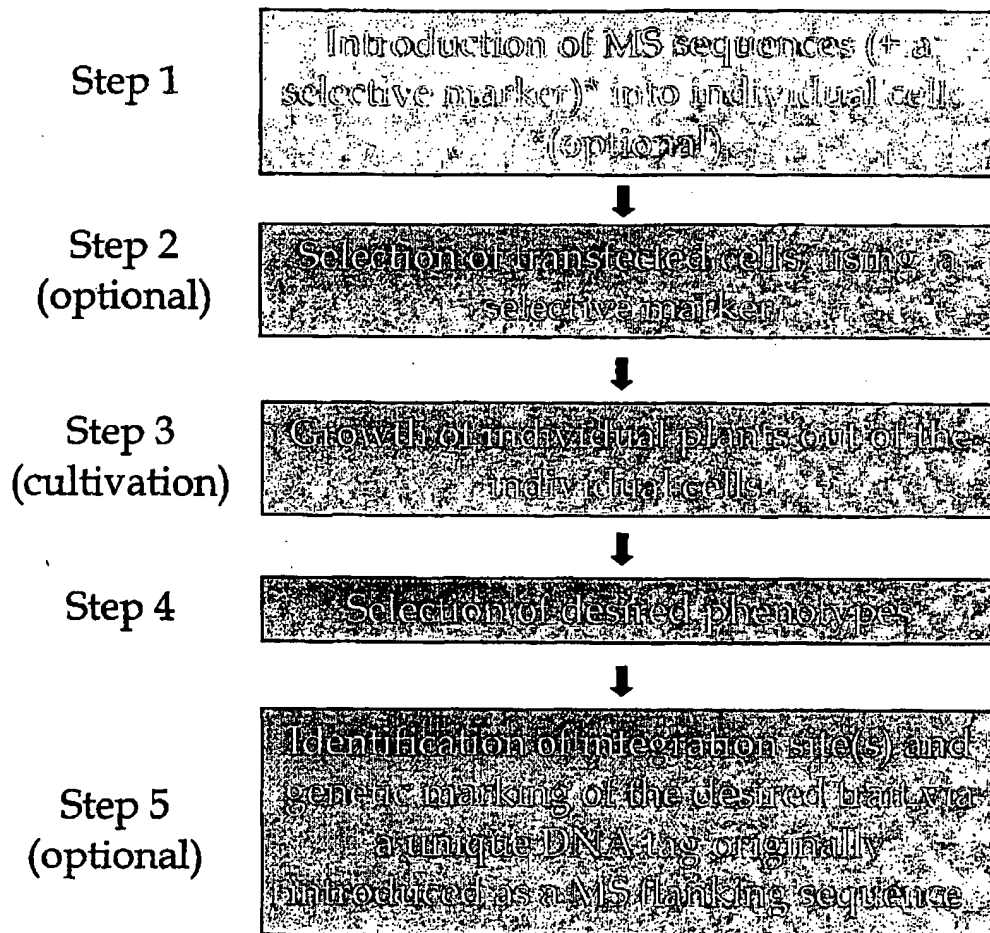 Step 1
Introduction of MS sequences (+ a
selective marker)* into individual cell
*(optional)
Step 2
(optional)
Selection of transfected cells, using a
selective marker
Step 3
(cultivation)
Growth of individual plants out of the
individual cells
Step 4
Selection of desired phenotypes
Step 5
(optional)
Identification of integration site(s) and
genetic marking of the desired trait via
a unique DNA tag originally
introduced as a MS flanking sequence